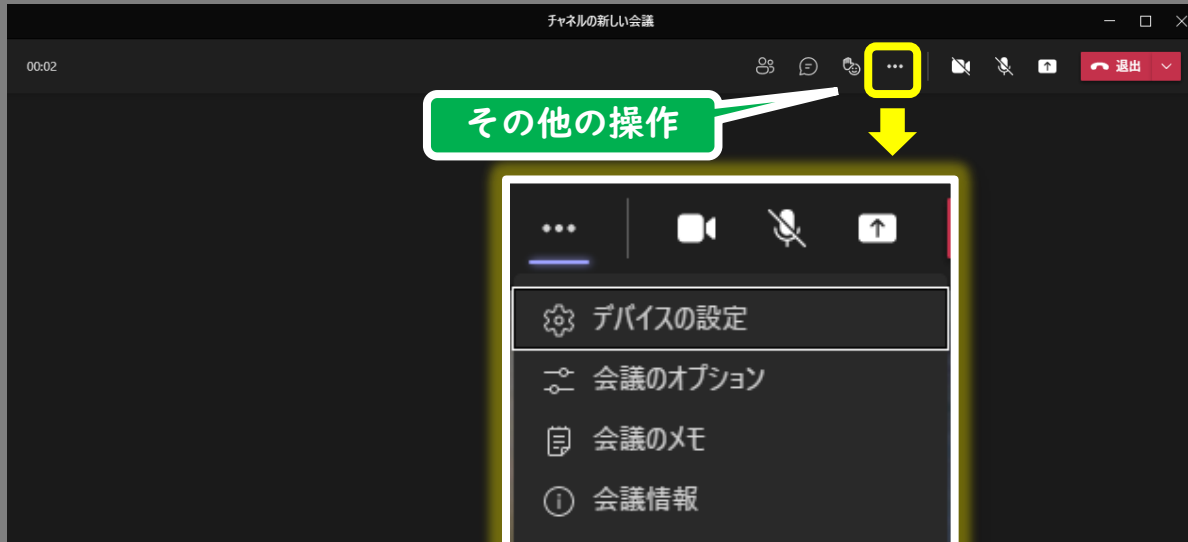 チャネルの新しい会議
00:02
退出
その他の操作
デバイスの設定
会議のオプション
会議のメモ
会議情報